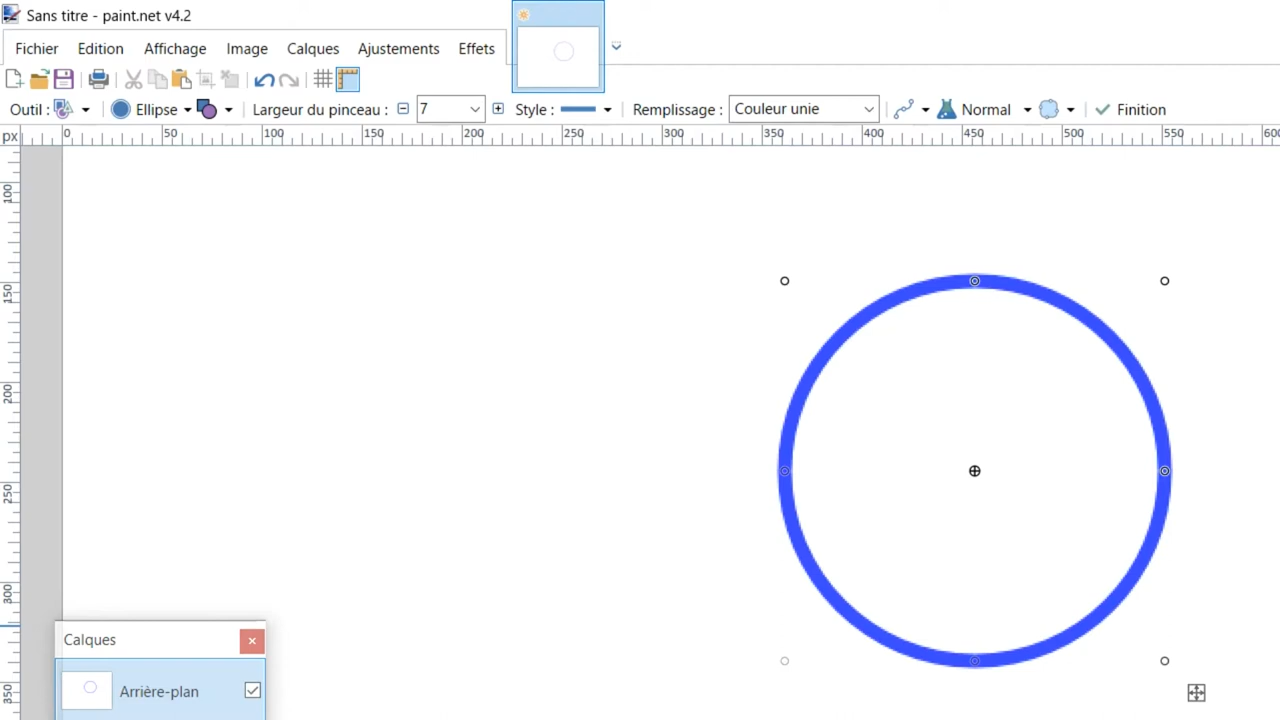 Sans titre - paint.net v4.2
Fichier Edition Affichage Image Calques Ajustements Effets
Outil : Ellipse Largeur du pinceau : 7 Style : Remplissage : Couleur unie Normal Finition
px 0 50 100 150 200 250 300 350 400 450 500 550 600
100
150
200
250
300
350
Calques
Arrière-plan